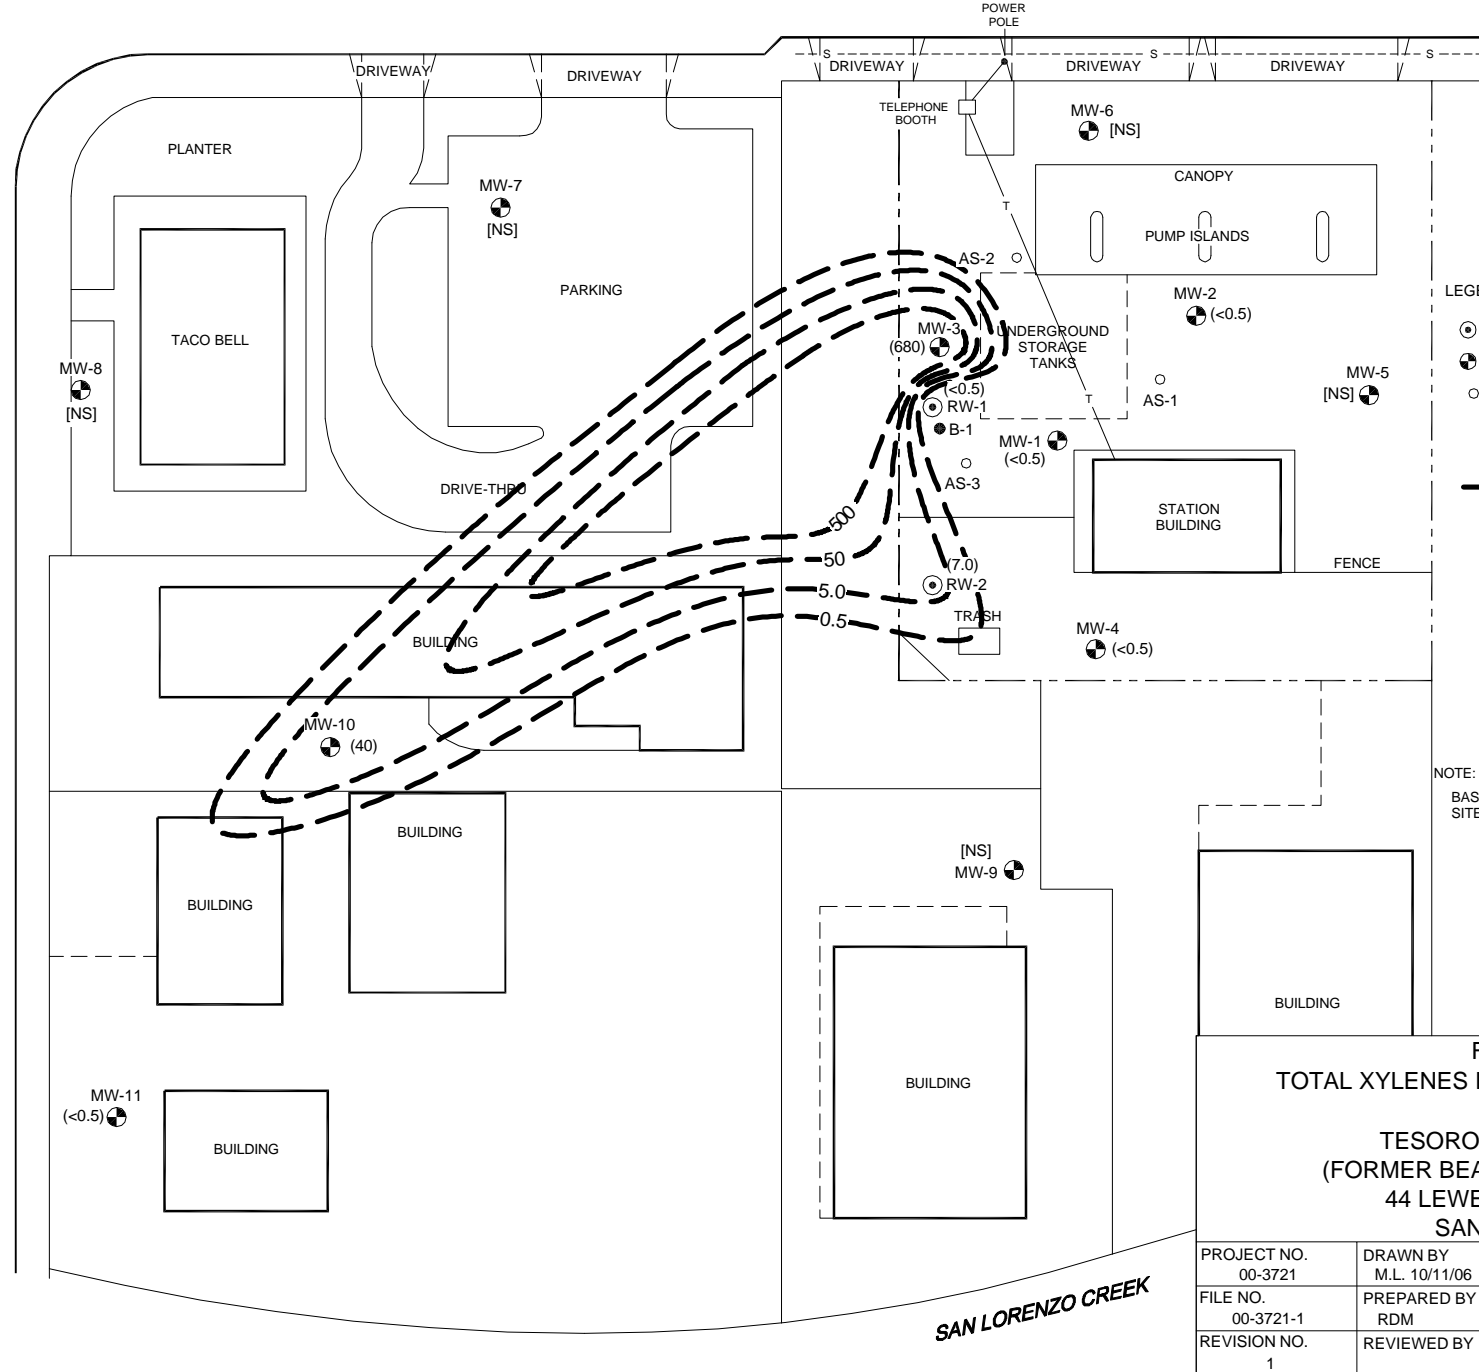 POWER
POLE
S
S
S
DRIVEWAY
DRIVEWAY
DRIVEWAY
DRIVEWAY
DRIVEWAY
TELEPHONE
BOOTH
MW-6
[NS]
PLANTER
CANOPY
MW-7
[NS]
T
PUMP ISLANDS
AS-2
PARKING
MW-2
(<0.5)
MW-3
(680)
UNDERGROUND
STORAGE
TANKS
TACO BELL
MW-8
[NS]
MW-5
[NS]
(<0.5)
RW-1
T
AS-1
B-1
MW-1
(<0.5)
AS-3
DRIVE-THRU
STATION
BUILDING
500
50
5.0
0.5
(7.0)
RW-2
FENCE
TRASH
MW-4
(<0.5)
BUILDING
MW-10
(40)
NOTE:
BUILDING
BUILDING
[NS]
MW-9
BUILDING
BUILDING
MW-11
(<0.5)
BUILDING
BUILDING
TOTAL XYLENES
TESORO
(FORMER
44
SAN
PROJECT NO.
00-3721
DRAWN BY
M.L. 10/11/06
FILE NO.
00-3721-1
PREPARED BY
RDM
REVISION NO.
1
REVIEWED BY
SAN LORENZO CREEK